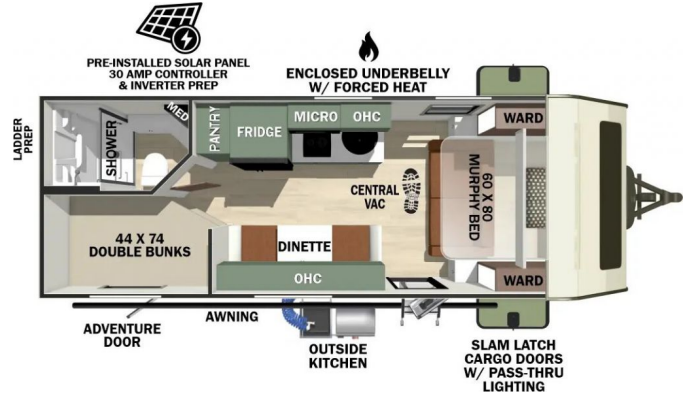 PRE-INSTALLED SOLAR PANEL
30 AMP CONTROLLER
& INVERTER PREP
ENCLOSED UNDERBELLY
W/ FORCED HEAT
LADDER
PREP
SHOWER
MED
PANTRY
FRIDGE
MICRO
OHC
WARD
CENTRAL
VAC
60 X 80
MURPHY BED
44 X 74
DOUBLE BUNKS
DINETTE
OHC
WARD
ADVENTURE
DOOR
AWNING
OUTSIDE
KITCHEN
SLAM LATCH
CARGO DOORS
W/ PASS-THRU
LIGHTING